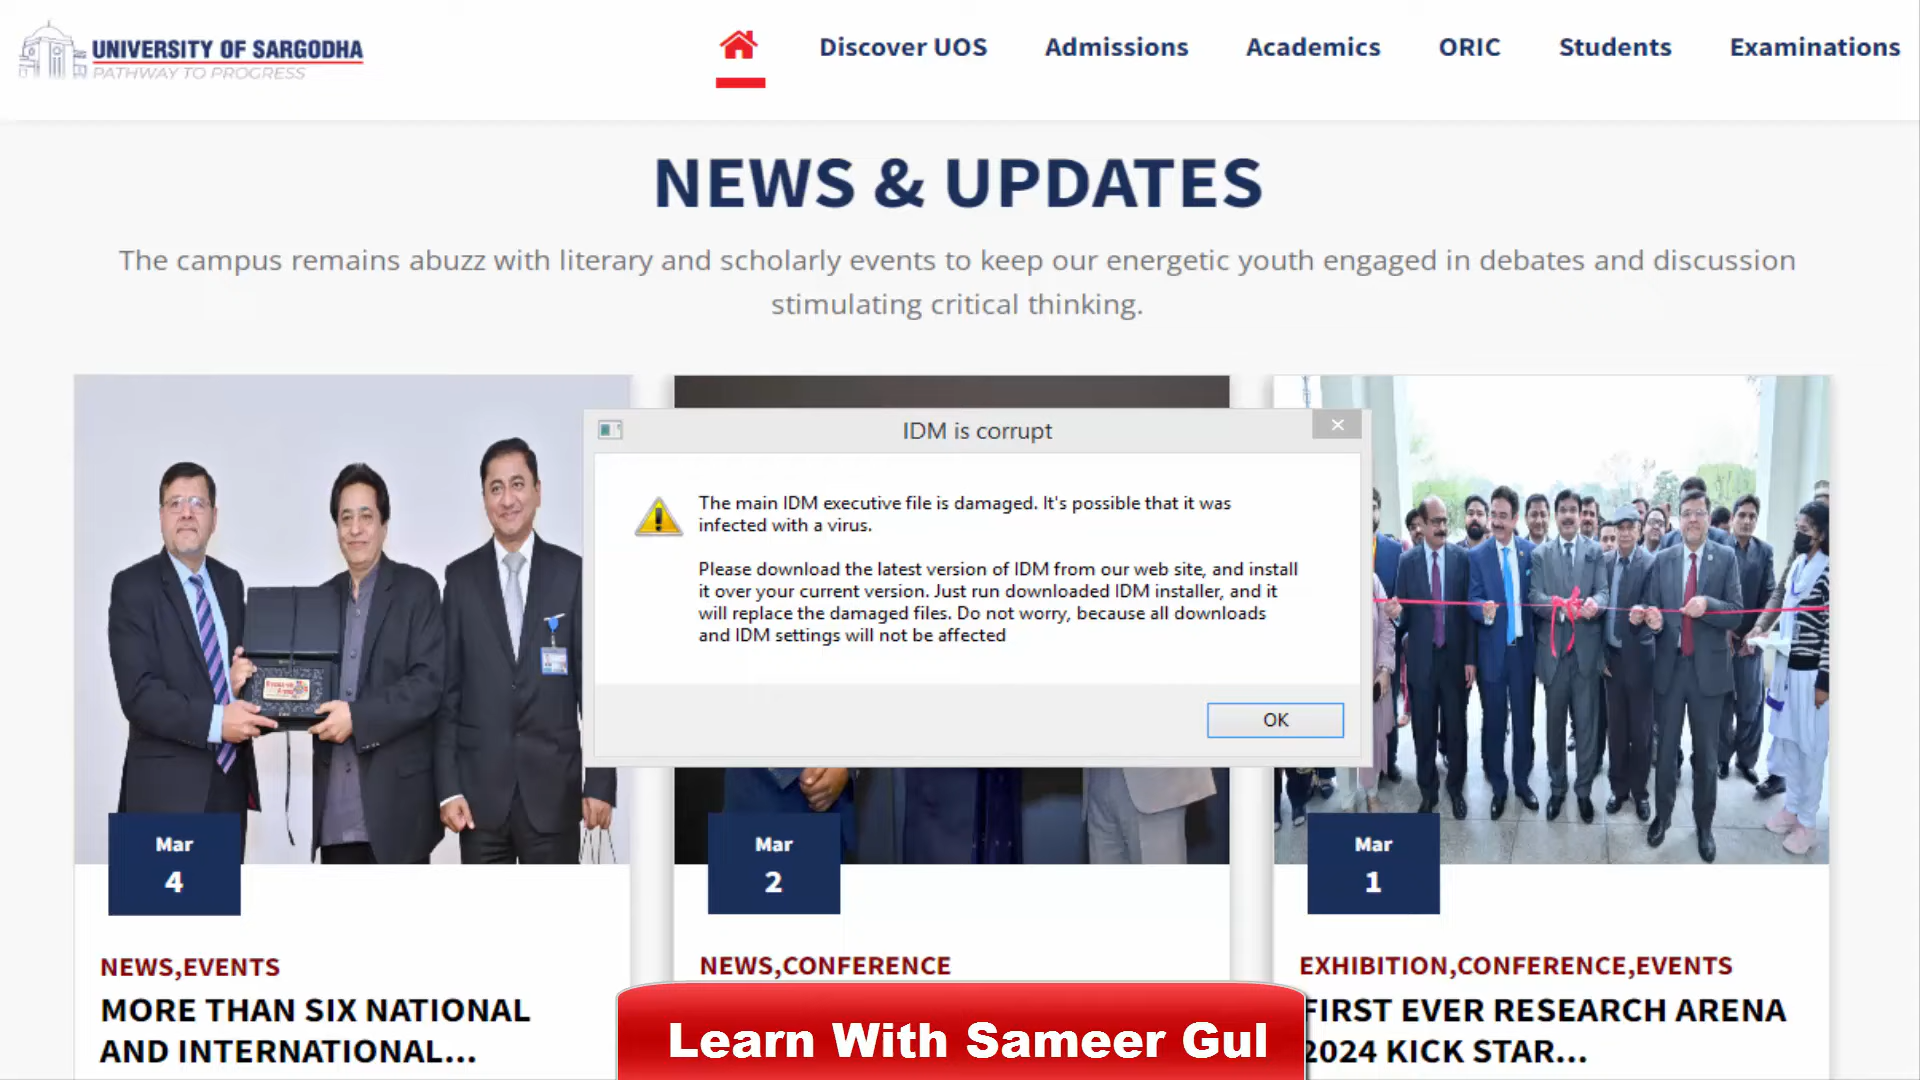 UNIVERSITY OF SARGODHA
PATHWAY TO PROGRESS
Discover UOS
Admissions
Academics
ORIC
Students
Examinations
NEWS & UPDATES
The campus remains abuzz with literary and scholarly events to keep our energetic youth engaged in debates and discussion
stimulating critical thinking.
IDM is corrupt
The main IDM executive file is damaged. It's possible that it was
infected with a virus.
Please download the latest version of IDM from our web site, and install
it over your current version. Just run downloaded IDM installer, and it
will replace the damaged files. Do not worry, because all downloads
and IDM settings will not be affected
OK
Mar
4
NEWS,EVENTS
MORE THAN SIX NATIONAL
AND INTERNATIONAL...
Mar
2
NEWS,CONFERENCE
Mar
1
EXHIBITION,CONFERENCE,EVENTS
FIRST EVER RESEARCH ARENA
2024 KICK STAR...
Learn With Sameer Gul